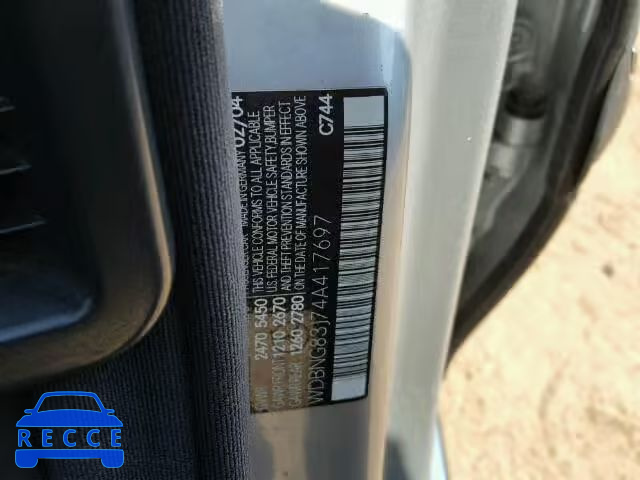 MADE IN GERMANY 02/04
THIS VEHICLE CONFORMS TO ALL APPLICABLE
U.S. FEDERAL MOTOR VEHICLE SAFETY, BUMPER
AND THEFT PREVENTION STANDARDS IN EFFECT
ON THE DATE OF MANUFACTURE SHOWN ABOVE
2470 5450
1210 2670
1260 2780
WDBNG83J74A417697
C744
RECCE